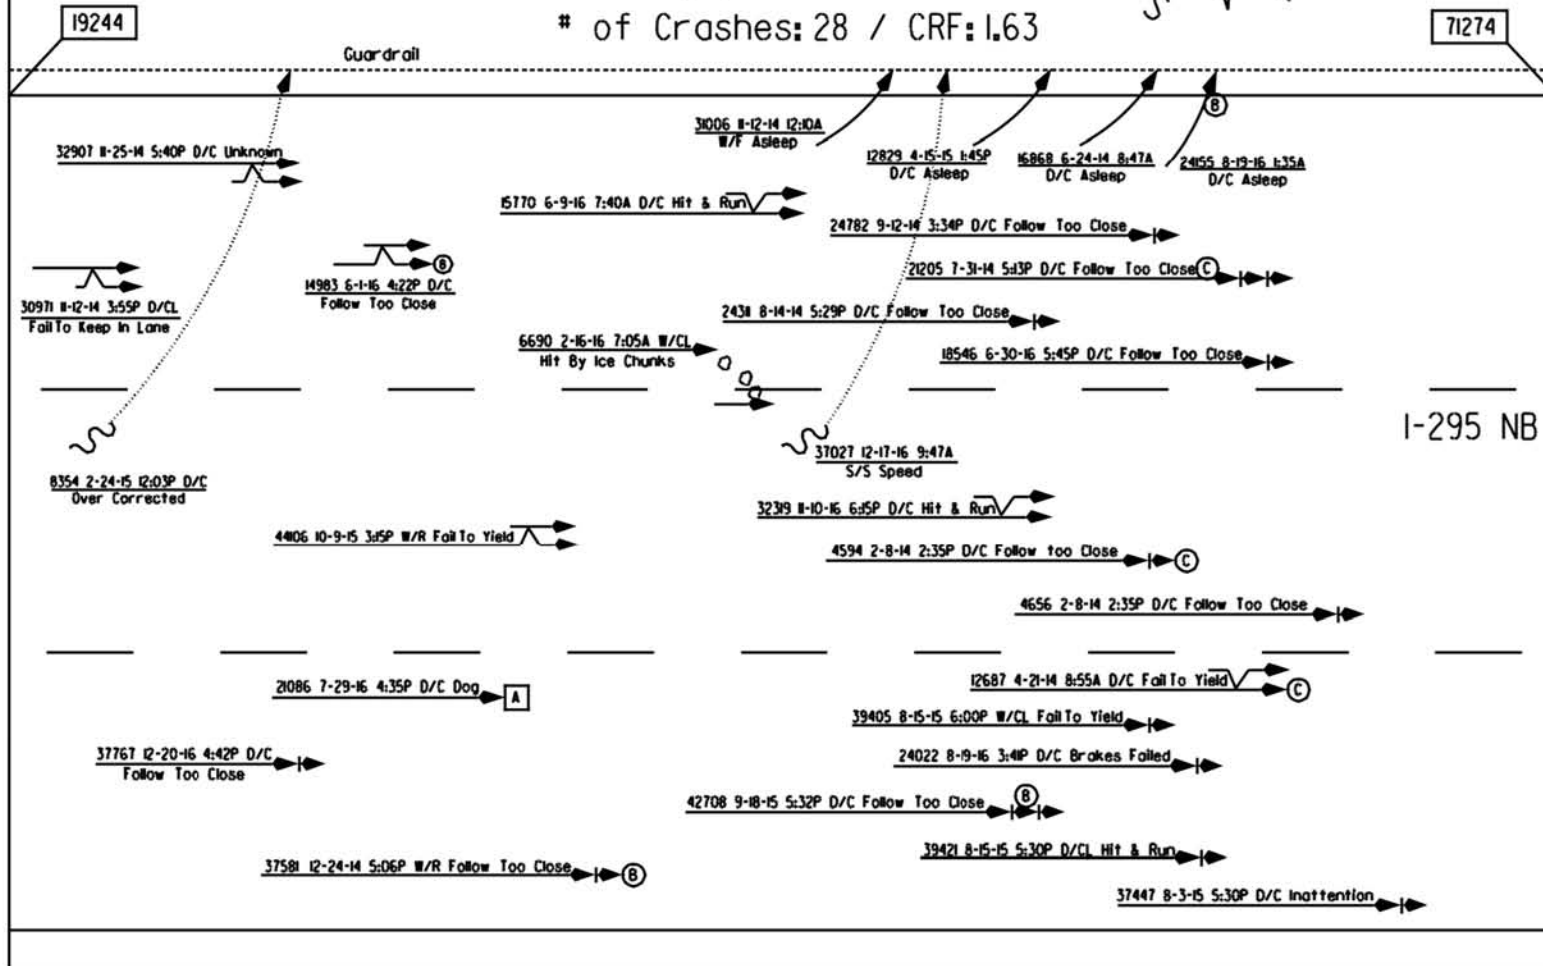 19244
# of Crashes: 28 / CRF: 1.63
71274
Guardrail
31006 11-12-14 12:10A
W/F Asleep
B
32907 11-25-14 5:40P D/C Unknown
12829 4-15-15 1:45P
D/C Asleep
16868 6-24-14 8:47A
D/C Asleep
24155 8-19-16 1:35A
D/C Asleep
15770 6-9-16 7:40A D/C Hit & Run
24782 9-12-14 3:34P D/C Follow Too Close
B
14983 6-1-16 4:22P D/C
Follow Too Close
21205 7-31-14 5:13P D/C Follow Too Close C
30971 11-12-14 3:55P D/CL
Fail To Keep In Lane
24311 8-14-14 5:29P D/C Follow Too Close
6690 2-16-16 7:05A W/CL
Hit By Ice Chunks
18546 6-30-16 5:45P D/C Follow Too Close
I-295 NB
37027 12-17-16 9:47A
S/S Speed
8354 2-24-15 12:03P D/C
Over Corrected
32319 11-10-16 6:15P D/C Hit & Run
44106 10-9-15 3:15P W/R Fail To Yield
4594 2-8-14 2:35P D/C Follow too Close C
4656 2-8-14 2:35P D/C Follow Too Close
21086 7-29-16 4:35P D/C Dog A
12687 4-21-14 8:55A D/C Fail To Yield C
39405 8-15-15 6:00P W/CL Fail To Yield
37767 12-20-16 4:42P D/C
Follow Too Close
24022 8-19-16 3:41P D/C Brakes Failed
42708 9-18-15 5:32P D/C Follow Too Close B
39421 8-15-15 5:30P D/CL Hit & Run
37581 12-24-14 5:06P W/R Follow Too Close B
37447 8-3-15 5:30P D/C Inattention